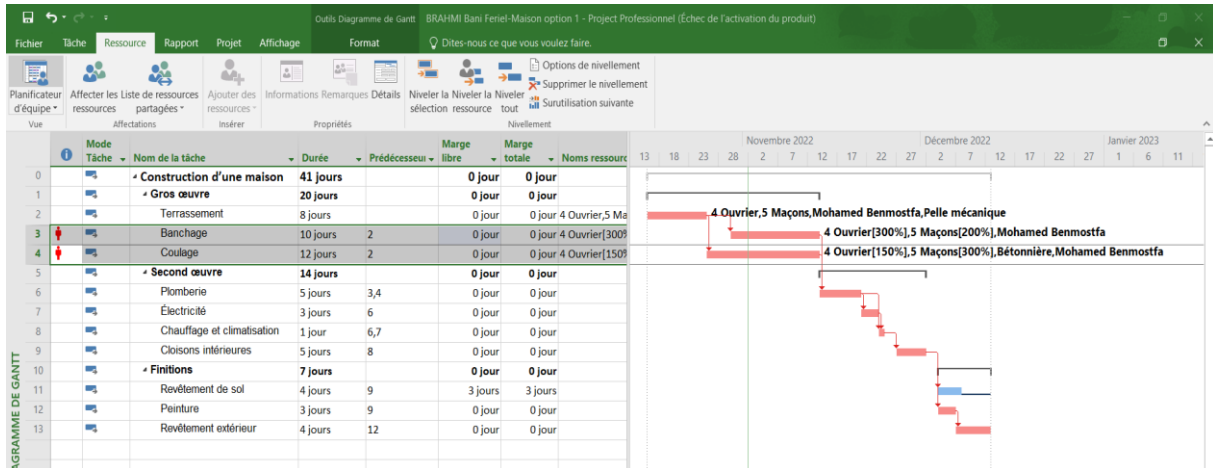 Outils Diagramme de Gantt BRAHMI Bani Feriel-Maison option 1 - Project Professionnel (Échec de l'activation du produit)
Fichier Tâche Ressource Rapport Projet Affichage Format Dites-nous ce que vous voulez faire.
Planificateur d'équipe
Affecter les ressources
Liste de ressources partagées
Ajouter des ressources
Informations Remarques Détails
Niveler la sélection
Niveler la ressource
Niveler tout
Options de nivellement
Supprimer le nivellement
Surutilisation suivante
Vue Affectations Insérer Propriétés Nivellement
Mode Tâche Nom de la tâche Durée Prédécesseur Marge libre Marge totale Noms ressourc
Novembre 2022 Décembre 2022 Janvier 2023
13 18 23 28 2 7 12 17 22 27 2 7 12 17 22 27 1 6 11
0 Construction d'une maison 41 jours 0 jour 0 jour
1 Gros œuvre 20 jours 0 jour 0 jour
2 Terrassement 8 jours 0 jour 0 jour 4 Ouvrier,5 Ma 4 Ouvrier,5 Maçons,Mohamed Benmostfa,Pelle mécanique
3 Banchage 10 jours 2 0 jour 0 jour 4 Ouvrier[300% 4 Ouvrier[300%],5 Maçons[200%],Mohamed Benmostfa
4 Coulage 12 jours 2 0 jour 0 jour 4 Ouvrier[150% 4 Ouvrier[150%],5 Maçons[300%],Bétonnière,Mohamed Benmostfa
5 Second œuvre 14 jours 0 jour 0 jour
6 Plomberie 5 jours 3,4 0 jour 0 jour
7 Électricité 3 jours 6 0 jour 0 jour
8 Chauffage et climatisation 1 jour 6,7 0 jour 0 jour
9 Cloisons intérieures 5 jours 8 0 jour 0 jour
10 Finitions 7 jours 0 jour 0 jour
11 Revêtement de sol 4 jours 9 3 jours 3 jours
12 Peinture 3 jours 9 0 jour 0 jour
13 Revêtement extérieur 4 jours 12 0 jour 0 jour
AGRAMME DE GANTT